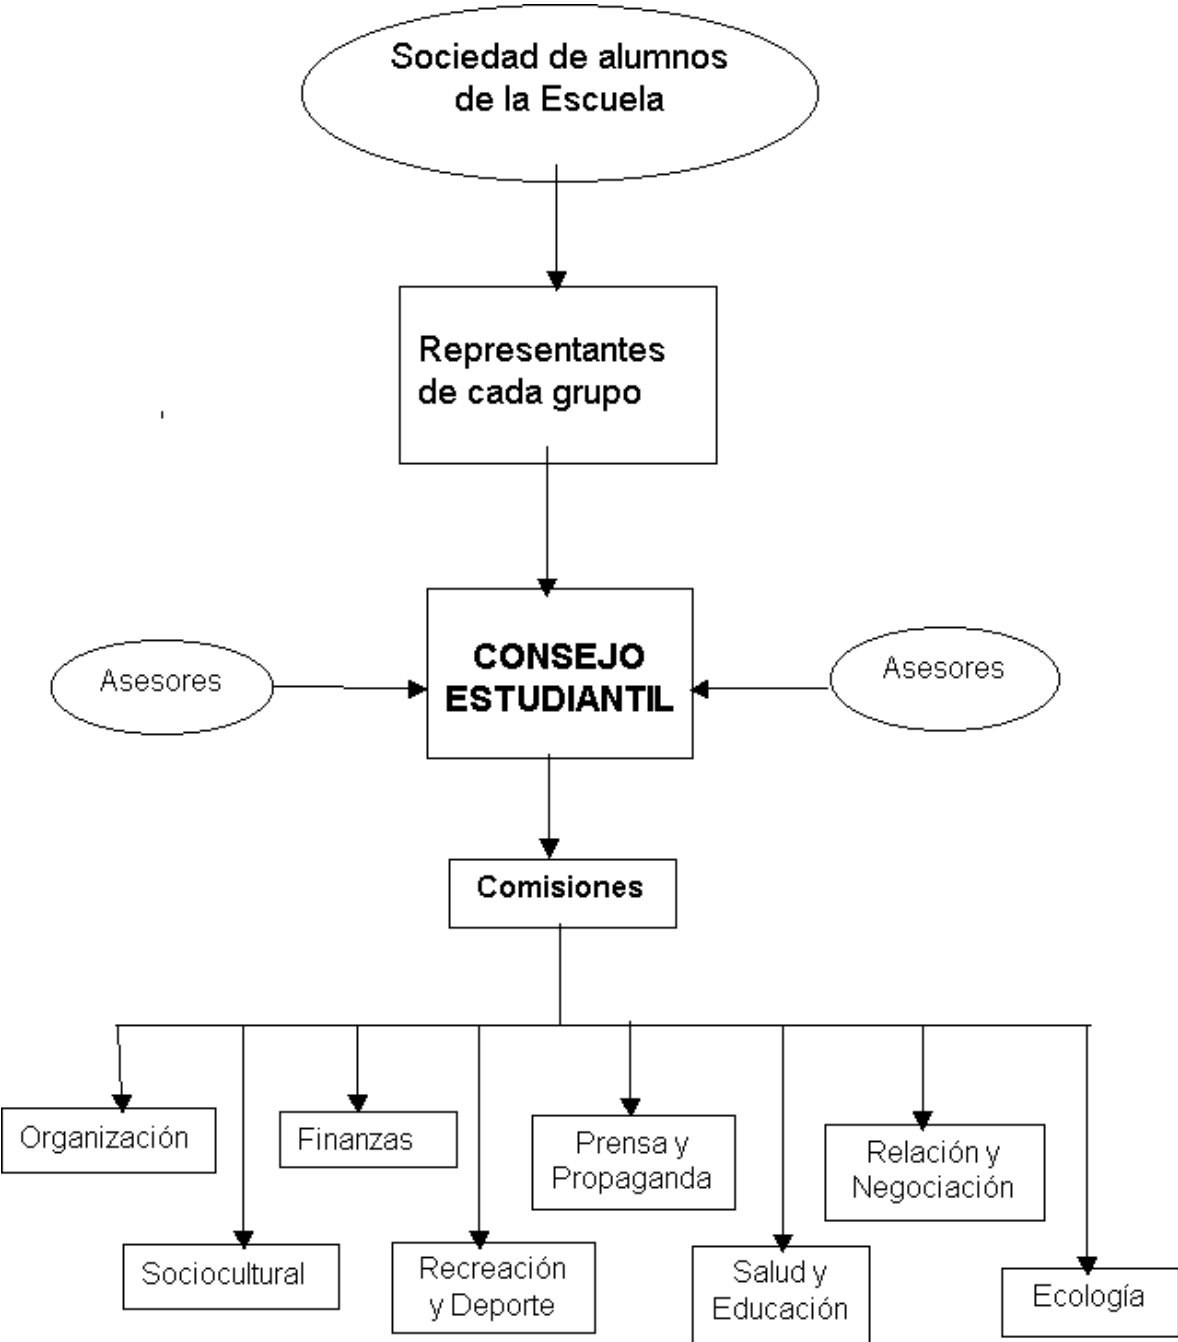 Sociedad de alumnos
de la Escuela
Representantes
de cada grupo
CONSEJO
ESTUDIANTIL
Asesores
Asesores
Comisiones
Organización
Finanzas
Prensa y
Propaganda
Relación y
Negociación
Sociocultural
Recreación
y Deporte
Salud y
Educación
Ecología